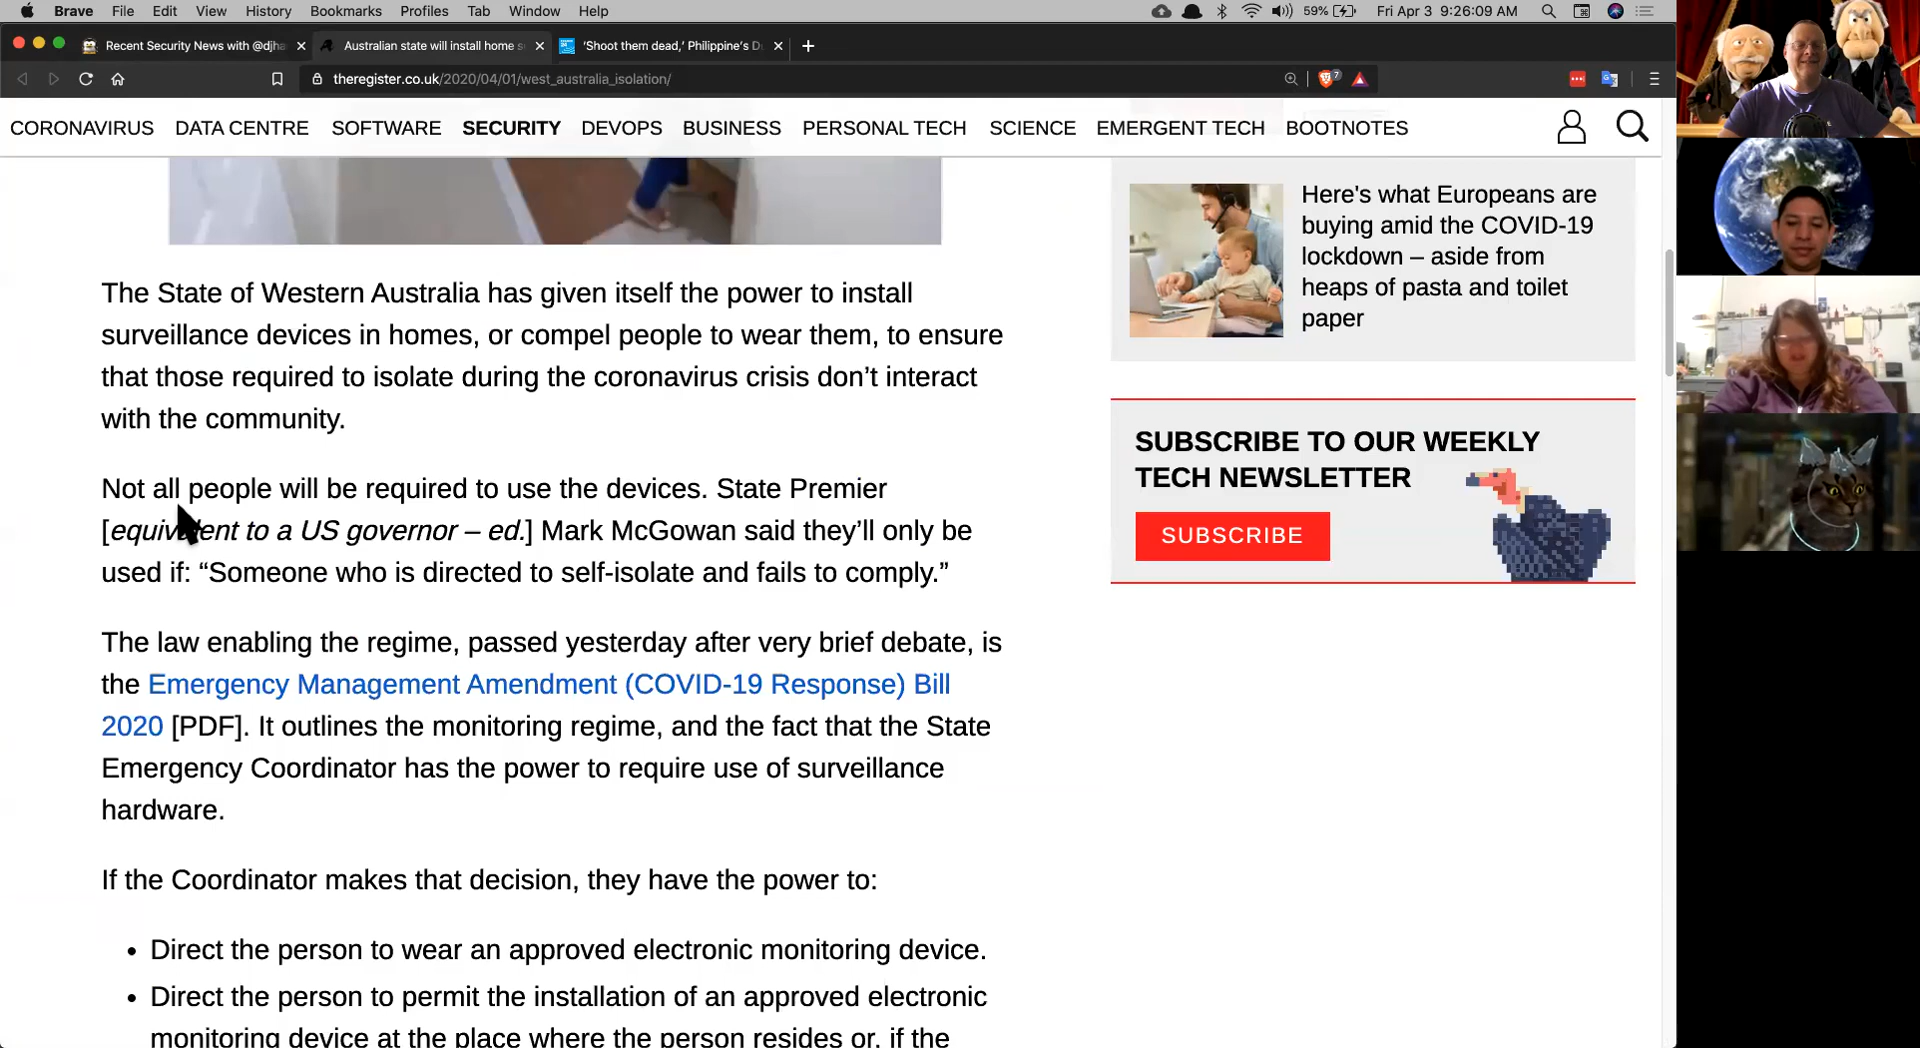 Brave File Edit View History Bookmarks Profiles Tab Window Help 59% Fri Apr 3 9:26:09 AM
Recent Security News with @djha Australian state will install home s 'Shoot them dead,' Philippine's D
theregister.co.uk/2020/04/01/west_australia_isolation/ 7
CORONAVIRUS DATA CENTRE SOFTWARE SECURITY DEVOPS BUSINESS PERSONAL TECH SCIENCE EMERGENT TECH BOOTNOTES
The State of Western Australia has given itself the power to install
surveillance devices in homes, or compel people to wear them, to ensure
that those required to isolate during the coronavirus crisis don't interact
with the community.
Not all people will be required to use the devices. State Premier
[equivalent to a US governor – ed.] Mark McGowan said they'll only be
used if: “Someone who is directed to self-isolate and fails to comply.”
The law enabling the regime, passed yesterday after very brief debate, is
the Emergency Management Amendment (COVID-19 Response) Bill
2020 [PDF]. It outlines the monitoring regime, and the fact that the State
Emergency Coordinator has the power to require use of surveillance
hardware.
If the Coordinator makes that decision, they have the power to:
• Direct the person to wear an approved electronic monitoring device.
• Direct the person to permit the installation of an approved electronic
monitoring device at the place where the person resides or, if the
Here's what Europeans are
buying amid the COVID-19
lockdown – aside from
heaps of pasta and toilet
paper
SUBSCRIBE TO OUR WEEKLY
TECH NEWSLETTER
SUBSCRIBE